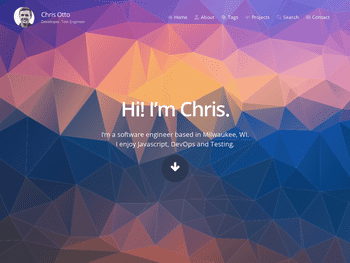 Chris Otto
Developer, Test Engineer
Home About Tags Projects Search Contact
Hi! I'm Chris.
I'm a software engineer based in Milwaukee, WI.
I enjoy Javascript, DevOps and Testing.